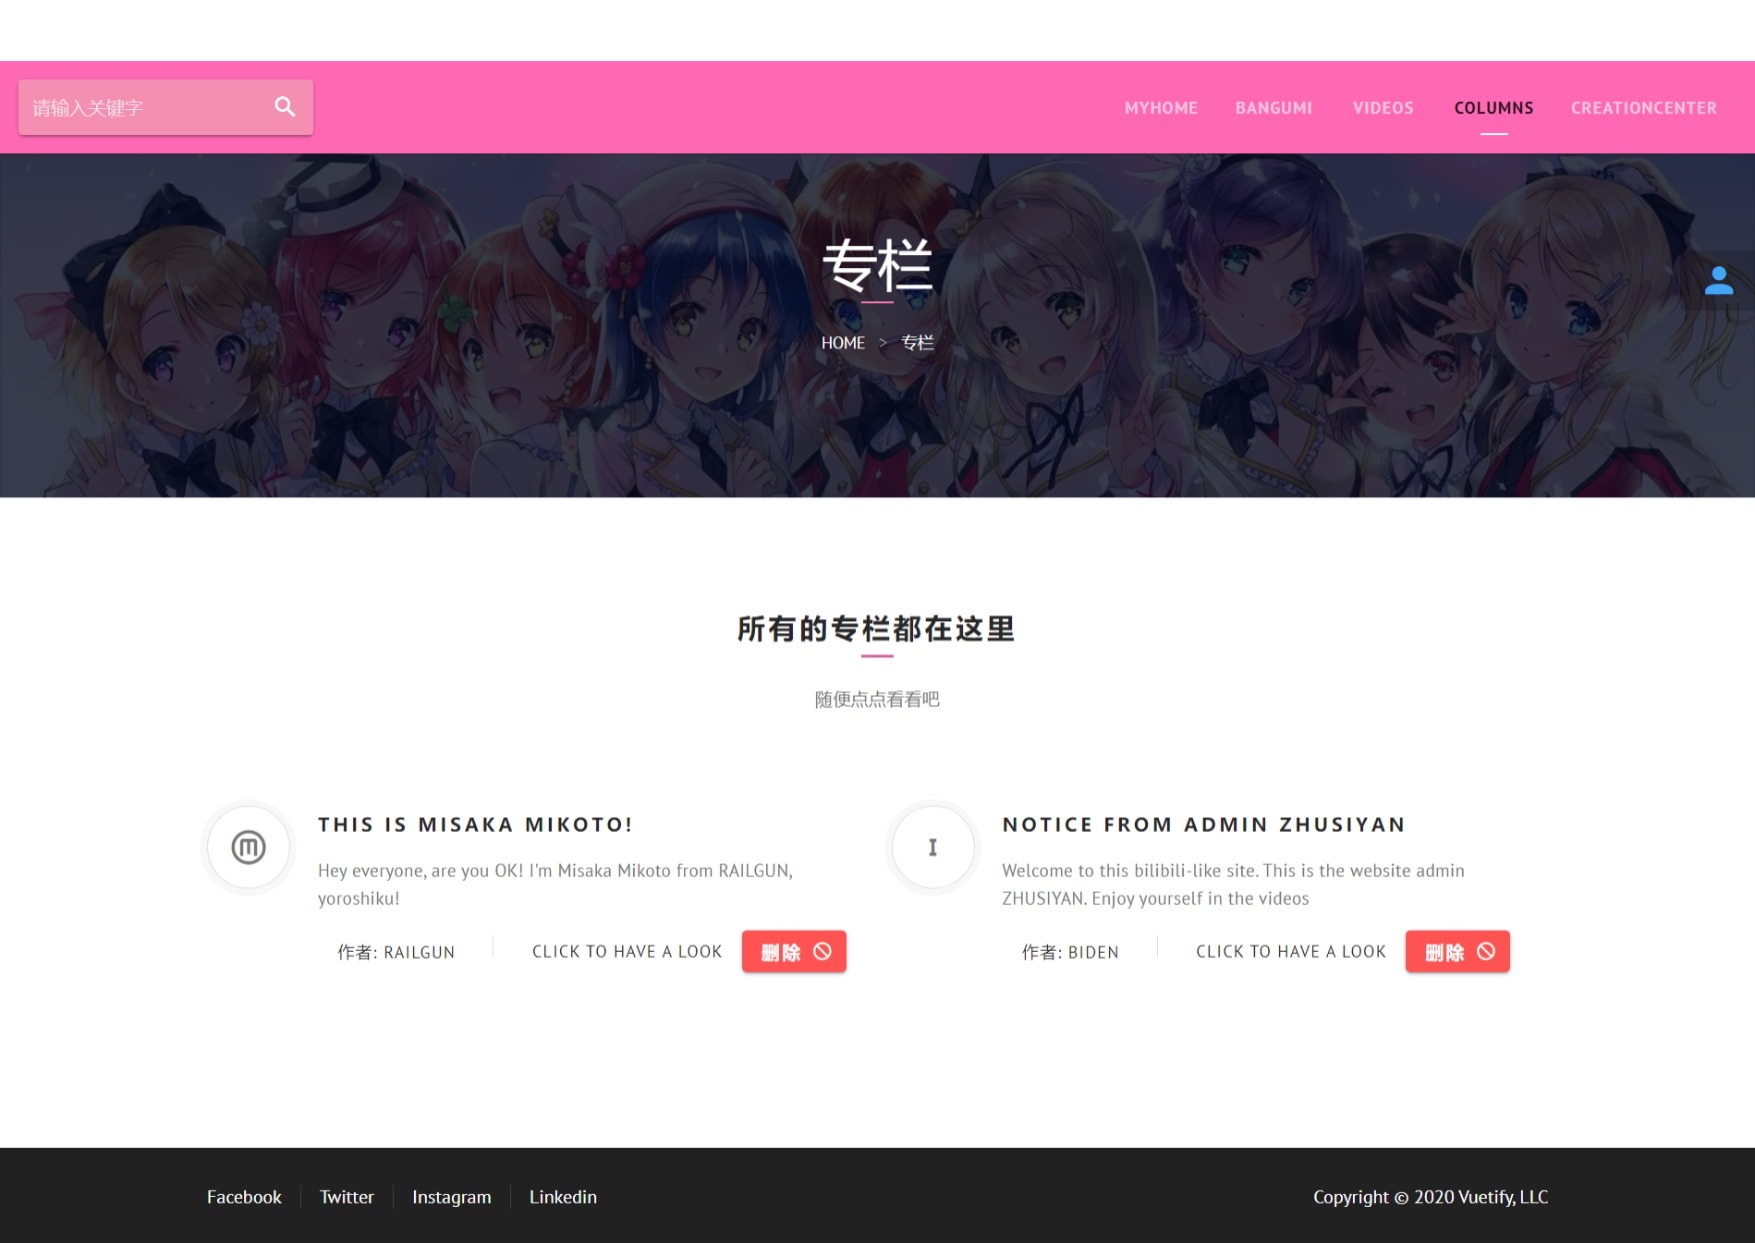 请输入关键字
MYHOME
BANGUMI
VIDEOS
COLUMNS
CREATIONCENTER
专栏
HOME > 专栏
所有的专栏都在这里
随便点点看看吧
THIS IS MISAKA MIKOTO!
Hey everyone, are you OK! I'm Misaka Mikoto from RAILGUN,
yoroshiku!
作者: RAILGUN
CLICK TO HAVE A LOOK
删除
I
NOTICE FROM ADMIN ZHUSIYAN
Welcome to this bilibili-like site. This is the website admin
ZHUSIYAN. Enjoy yourself in the videos
作者: BIDEN
CLICK TO HAVE A LOOK
删除
Facebook
Twitter
Instagram
Linkedin
Copyright © 2020 Vuetify, LLC